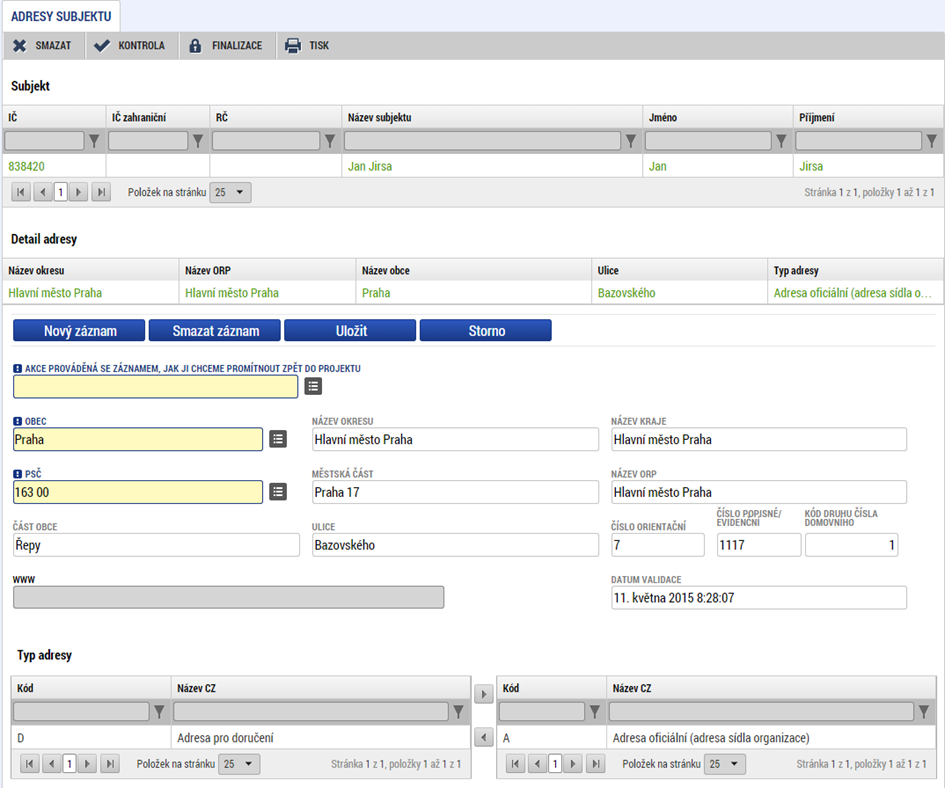 ADRESY SUBJEKTU
SMAZAT KONTROLA FINALIZACE TISK
Subjekt
IČ IČ zahraniční RČ Název subjektu Jméno Příjmení
838420 Jan Jirsa Jan Jirsa
1 Položek na stránku 25 Stránka 1 z 1, položky 1 až 1 z 1
Detail adresy
Název okresu Název ORP Název obce Ulice Typ adresy
Hlavní město Praha Hlavní město Praha Praha Bazovského Adresa oficiální (adresa sídla o...
Nový záznam Smazat záznam Uložit Storno
AKCE PROVÁDĚNÁ SE ZÁZNAMEM, JAK JI CHCEME PROMÍTNOUT ZPĚT DO PROJEKTU
OBEC NÁZEV OKRESU NÁZEV KRAJE
Praha Hlavní město Praha Hlavní město Praha
PSČ MĚSTSKÁ ČÁST NÁZEV ORP
163 00 Praha 17 Hlavní město Praha
ČÁST OBCE ULICE ČÍSLO ORIENTAČNÍ ČÍSLO POPISNÉ/ EVIDENČNÍ KÓD DRUHU ČÍSLA DOMOVNÍHO
Řepy Bazovského 7 1117 1
WWW DATUM VALIDACE
11. května 2015 8:28:07
Typ adresy
Kód Název CZ Kód Název CZ
D Adresa pro doručení A Adresa oficiální (adresa sídla organizace)
1 Položek na stránku 25 Stránka 1 z 1, položky 1 až 1 z 1 1 Položek na stránku 25 Stránka 1 z 1, položky 1 až 1 z 1